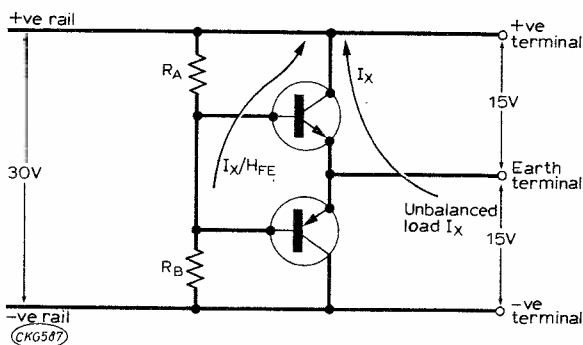 +ve rail
+ve
terminal
R_A
I_X
15V
I_X/H_FE
30V
Earth
terminal
Unbalanced
load I_X
15V
R_B
-ve rail
-ve
terminal
CKG587